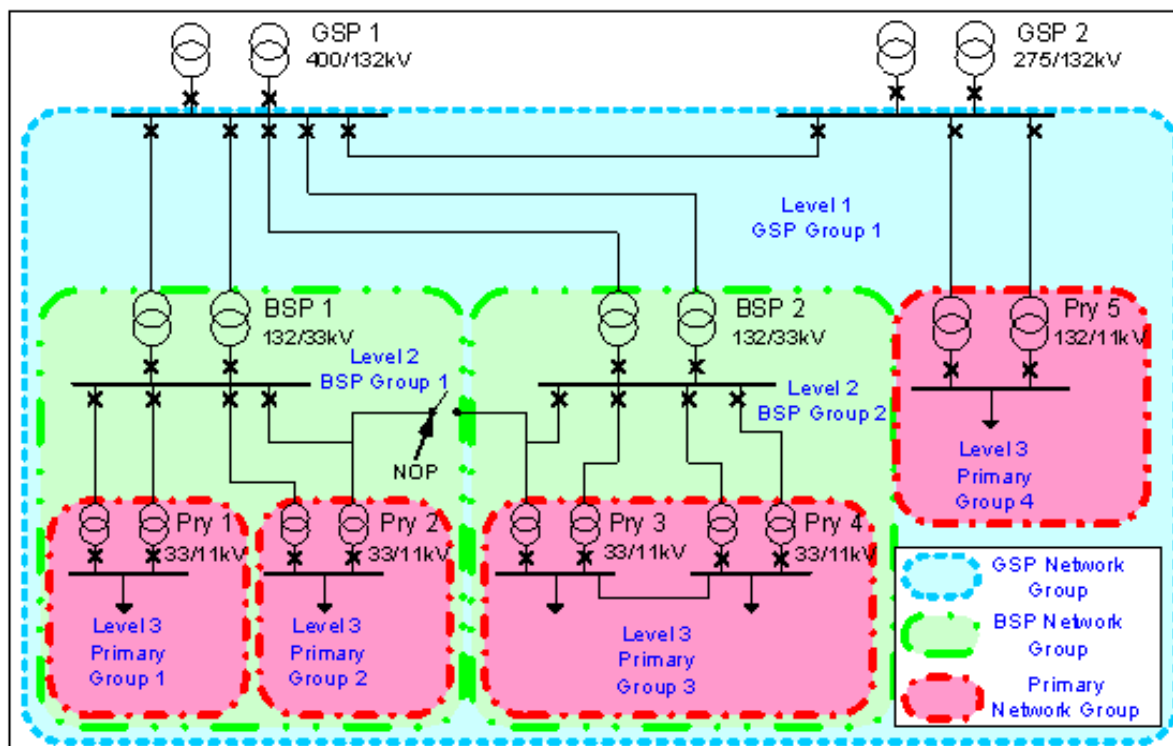 GSP 1
400/132kV
GSP 2
275/132kV
Level 1
GSP Group 1
BSP 1
132/33kV
Level 2
BSP Group 1
BSP 2
132/33kV
Level 2
BSP Group 2
Pry 5
132/11kV
Level 3
Primary
Group 4
NOP
Pry 1
33/11kV
Level 3
Primary
Group 1
Pry 2
33/11kV
Level 3
Primary
Group 2
Pry 3
33/11kV
Pry 4
33/11kV
Level 3
Primary
Group 3
GSP Network
Group
BSP Network
Group
Primary
Network Group